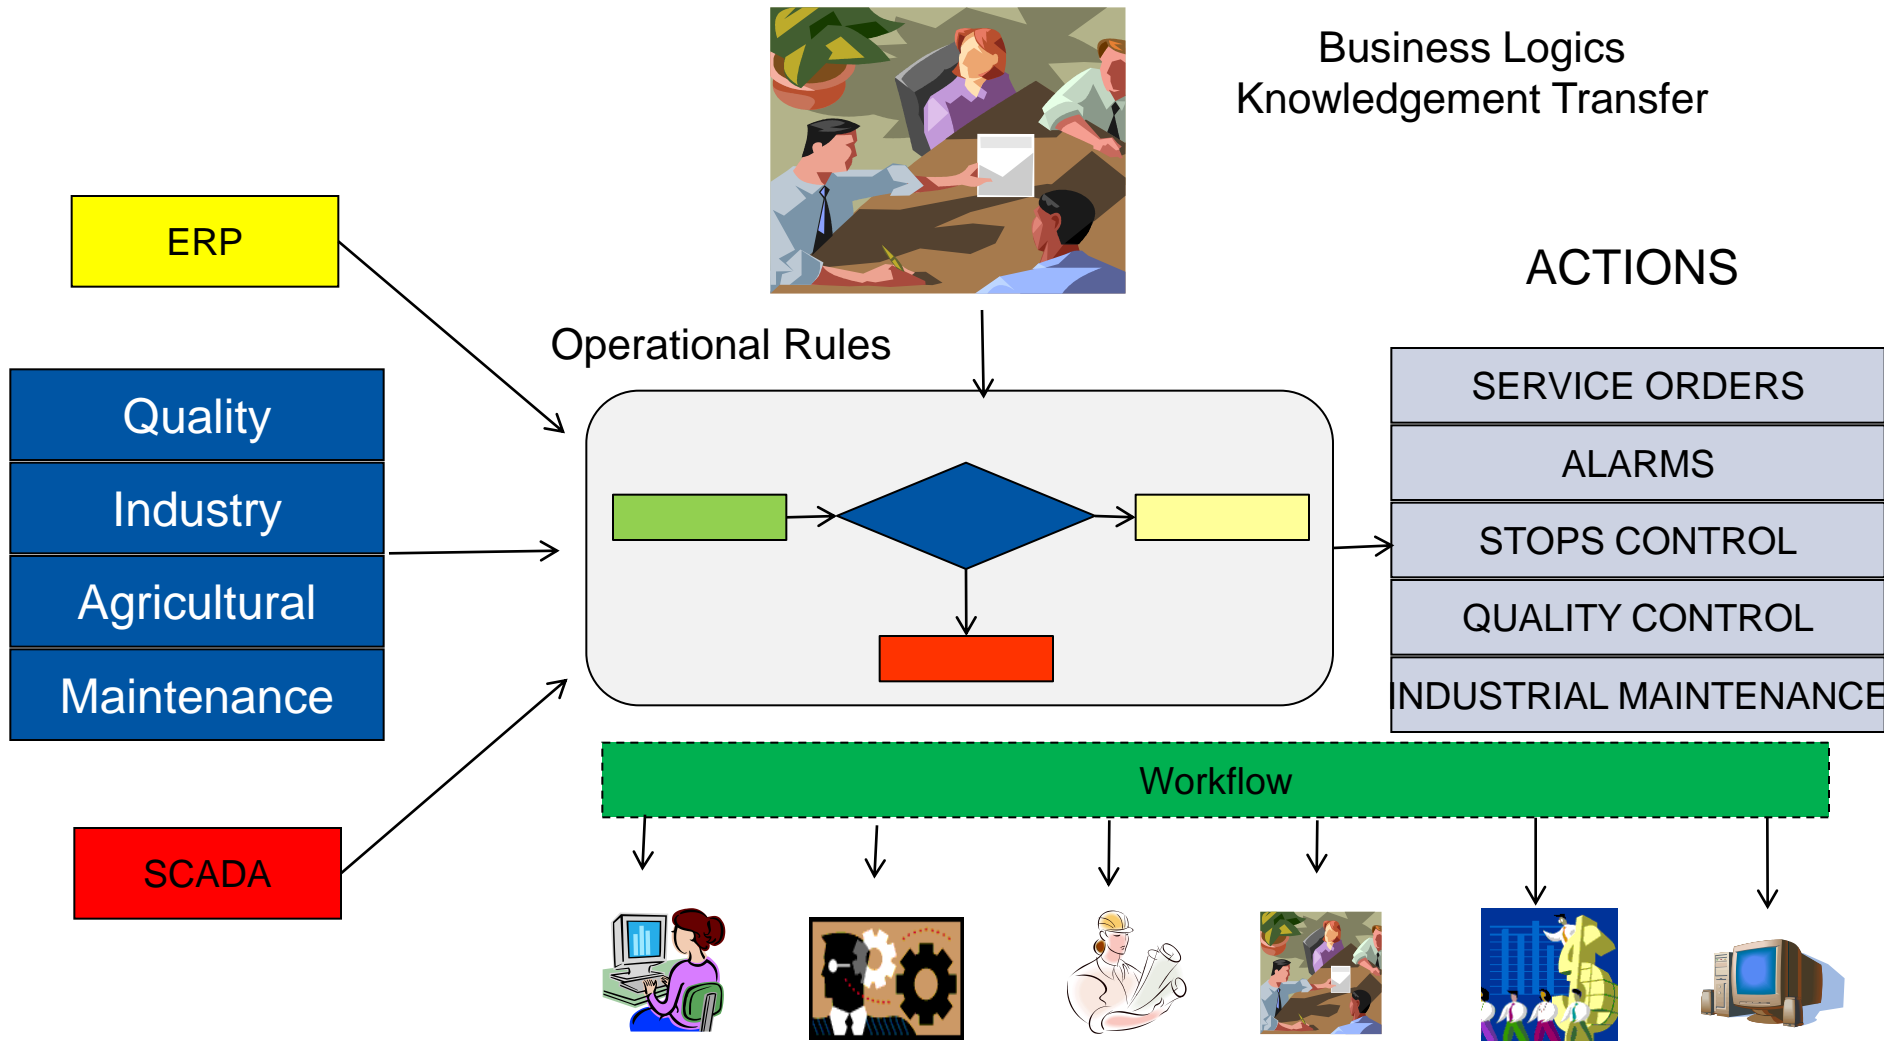 Business Logics
Knowledgement Transfer
ERP
ACTIONS
Operational Rules
Quality
Industry
Agricultural
Maintenance
SERVICE ORDERS
ALARMS
STOPS CONTROL
QUALITY CONTROL
INDUSTRIAL MAINTENANCE
Workflow
SCADA